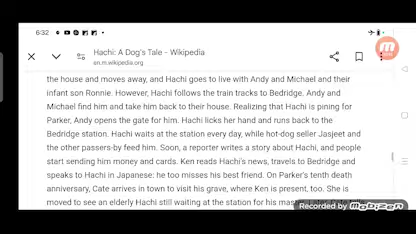 6:32
Hachi: A Dog's Tale - Wikipedia
en.m.wikipedia.org
the house and moves away, and Hachi goes to live with Andy and Michael and their
infant son Ronnie. However, Hachi follows the train tracks to Bedridge. Andy and
Michael find him and take him back to their house. Realizing that Hachi is pining for
Parker, Andy opens the gate for him. Hachi licks her hand and runs back to the
Bedridge station. Hachi waits at the station every day, while hot-dog seller Jasjeet and
the other passers-by feed him. Soon, a reporter writes a story about Hachi, and people
start sending him money and cards. Ken reads Hachi's news, travels to Bedridge and
speaks to Hachi in Japanese: he too misses his best friend. On Parker's tenth death
anniversary, Cate arrives in town to visit his grave, where Ken is present, too. She is
moved to see an elderly Hachi still waiting at the station for his master. Later, Cate
Recorded by MOBIZEN